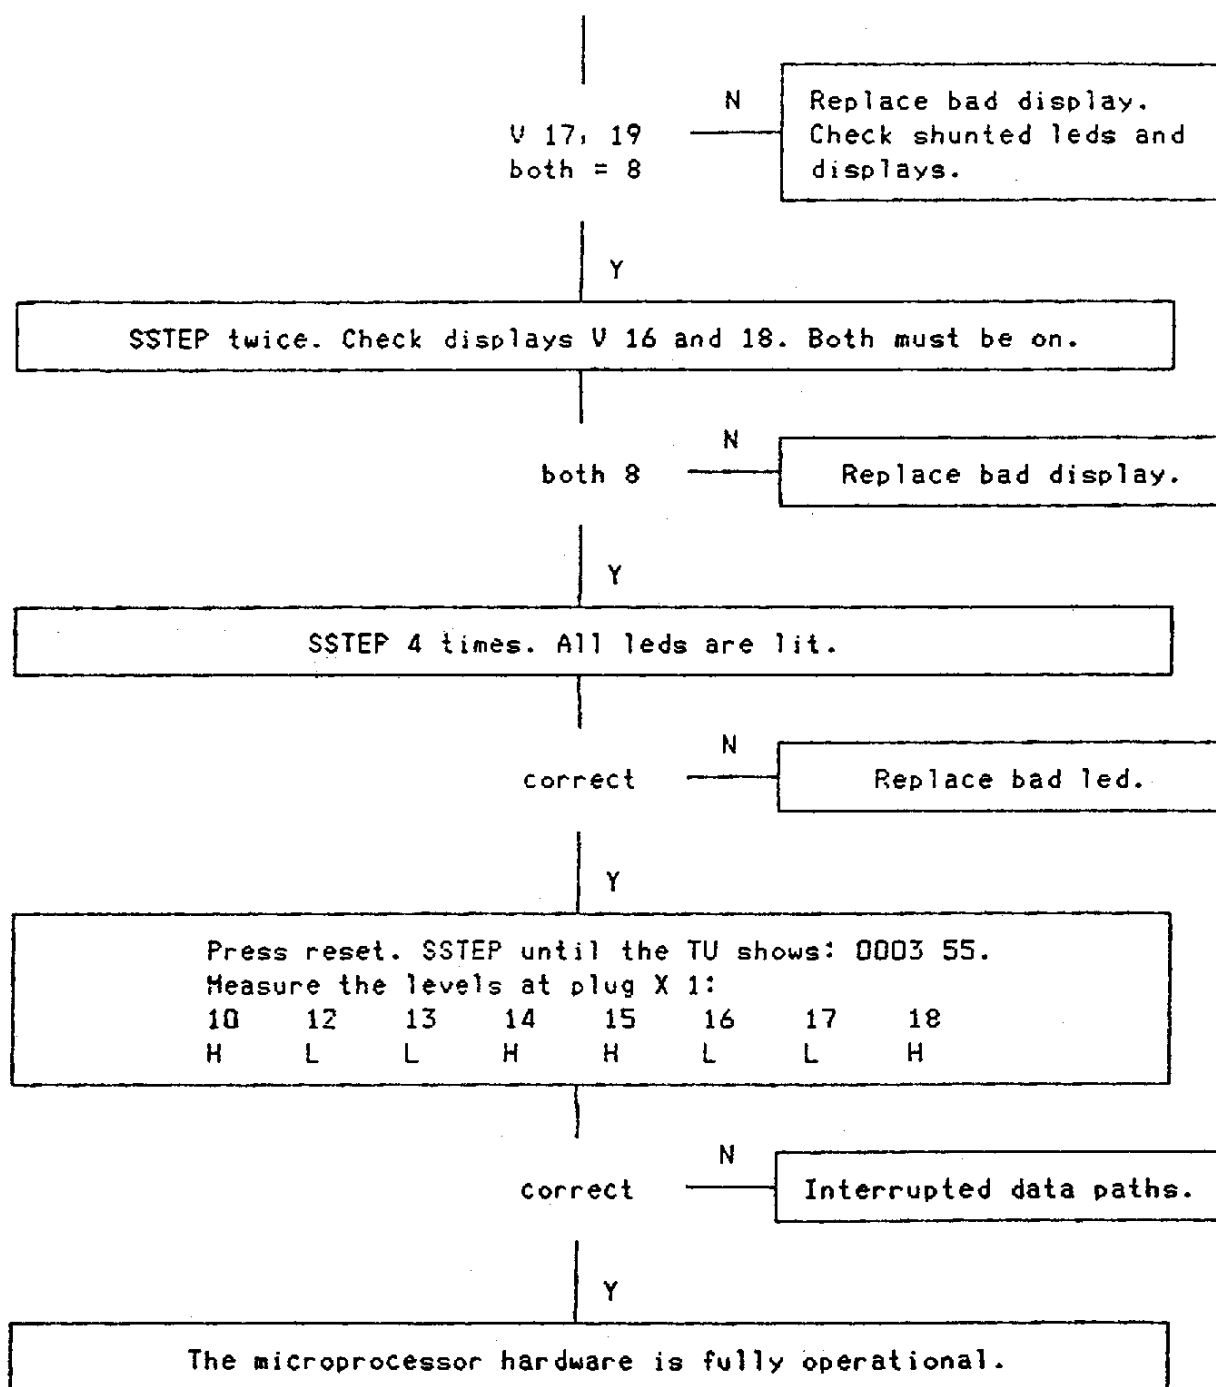 N
Replace bad display.
V 17, 19
Check shunted leds and
both = 8
displays.
Y
SSTEP twice. Check displays V 16 and 18. Both must be on.
N
both 8
Replace bad display.
Y
SSTEP 4 times. All leds are lit.
N
correct
Replace bad led.
Y
Press reset. SSTEP until the TU shows: 0003 55.
Measure the levels at plug X 1:
10 12 13 14 15 16 17 18
H L L H H L L H
N
correct
Interrupted data paths.
Y
The microprocessor hardware is fully operational.